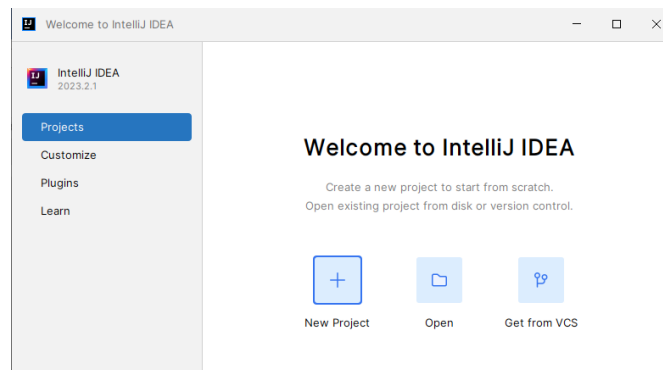 Welcome to IntelliJ IDEA
IntelliJ IDEA
2023.2.1
Projects
Customize
Plugins
Learn
Welcome to IntelliJ IDEA
Create a new project to start from scratch.
Open existing project from disk or version control.
New Project
Open
Get from VCS